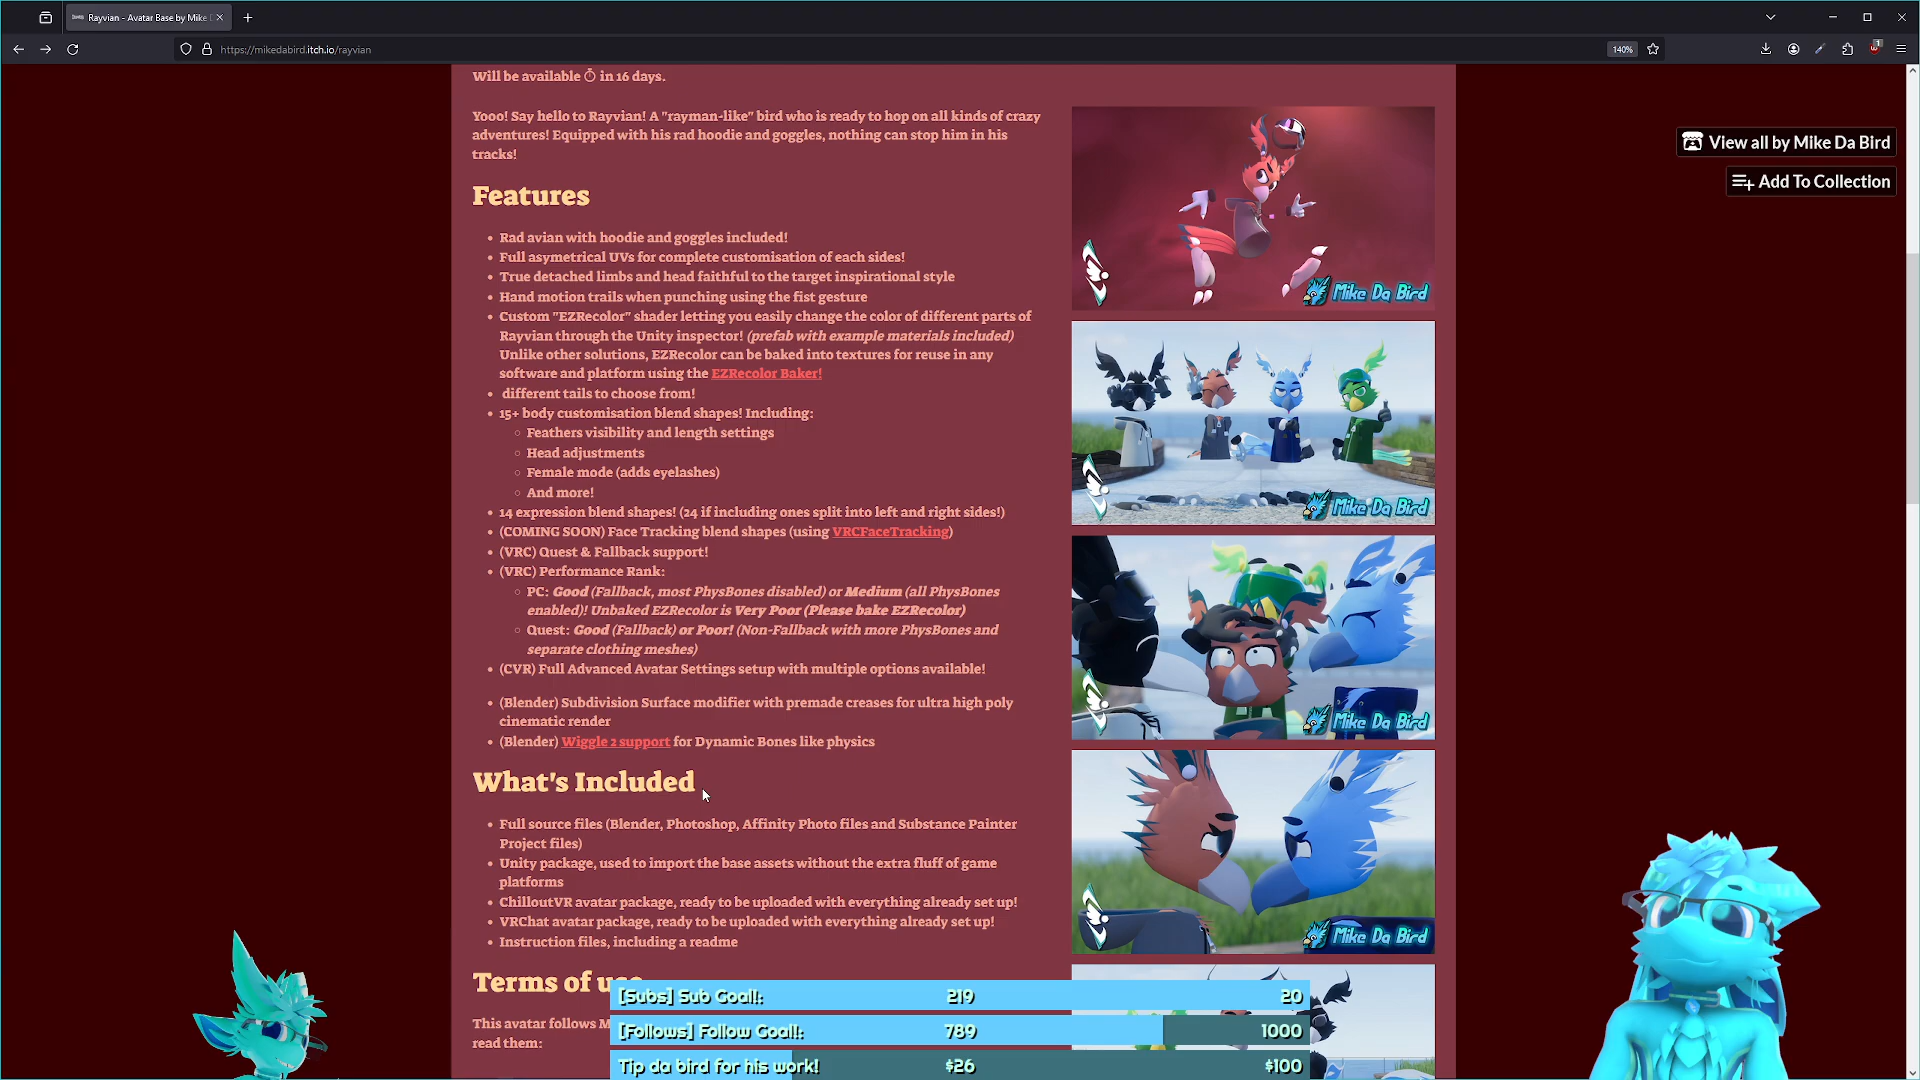 Rayvian - Avatar Base by Mike D
https://mikedabird.itch.io/rayvian
140%
1
Will be available ⏱ in 16 days.
Yooo! Say hello to Rayvian! A "rayman-like" bird who is ready to hop on all kinds of crazy
adventures! Equipped with his rad hoodie and goggles, nothing can stop him in his
tracks!
Features
• Rad avian with hoodie and goggles included!
• Full asymetrical UVs for complete customisation of each sides!
• True detached limbs and head faithful to the target inspirational style
• Hand motion trails when punching using the fist gesture
• Custom "EZRecolor" shader letting you easily change the color of different parts of
Rayvian through the Unity inspector! (prefab with example materials included)
Unlike other solutions, EZRecolor can be baked into textures for reuse in any
software and platform using the EZRecolor Baker!
• different tails to choose from!
• 15+ body customisation blend shapes! Including:
◦ Feathers visibility and length settings
◦ Head adjustments
◦ Female mode (adds eyelashes)
◦ And more!
• 14 expression blend shapes! (24 if including ones split into left and right sides!)
• (COMING SOON) Face Tracking blend shapes (using VRCFaceTracking)
• (VRC) Quest & Fallback support!
• (VRC) Performance Rank:
◦ PC: Good (Fallback, most PhysBones disabled) or Medium (all PhysBones
enabled)! Unbaked EZRecolor is Very Poor (Please bake EZRecolor)
◦ Quest: Good (Fallback) or Poor! (Non-Fallback with more PhysBones and
separate clothing meshes)
• (CVR) Full Advanced Avatar Settings setup with multiple options available!
• (Blender) Subdivision Surface modifier with premade creases for ultra high poly
cinematic render
• (Blender) Wiggle 2 support for Dynamic Bones like physics
What's Included
• Full source files (Blender, Photoshop, Affinity Photo files and Substance Painter
Project files)
• Unity package, used to import the base assets without the extra fluff of game
platforms
• ChilloutVR avatar package, ready to be uploaded with everything already set up!
• VRChat avatar package, ready to be uploaded with everything already set up!
• Instruction files, including a readme
Terms of u
This avatar follows M
read them:
Mike Da Bird
Mike Da Bird
Mike Da Bird
Mike Da Bird
View all by Mike Da Bird
Add To Collection
[Subs] Sub Goal!: 219 20
[Follows] Follow Goal!: 789 1000
Tip da bird for his work! $26 $100